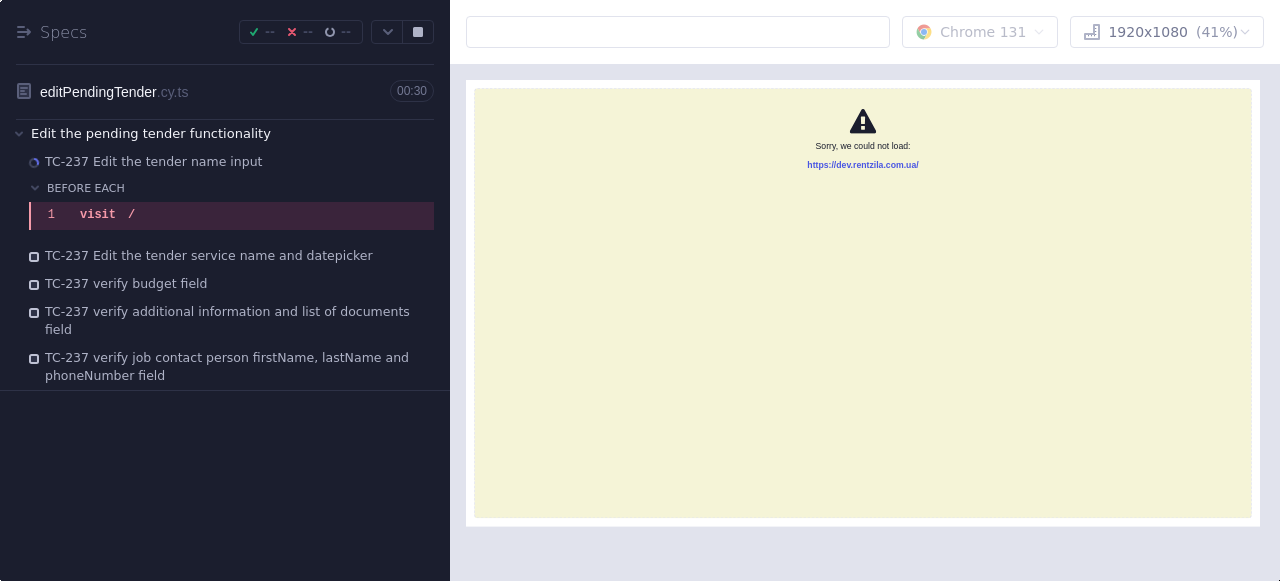 Specs
--
--
--
Chrome 131
1920x1080 (41%)
editPendingTender.cy.ts
00:30
Edit the pending tender functionality
TC-237 Edit the tender name input
BEFORE EACH
1 visit /
TC-237 Edit the tender service name and datepicker
TC-237 verify budget field
TC-237 verify additional information and list of documents
field
TC-237 verify job contact person firstName, lastName and
phoneNumber field
Sorry, we could not load:
https://dev.rentzila.com.ua/